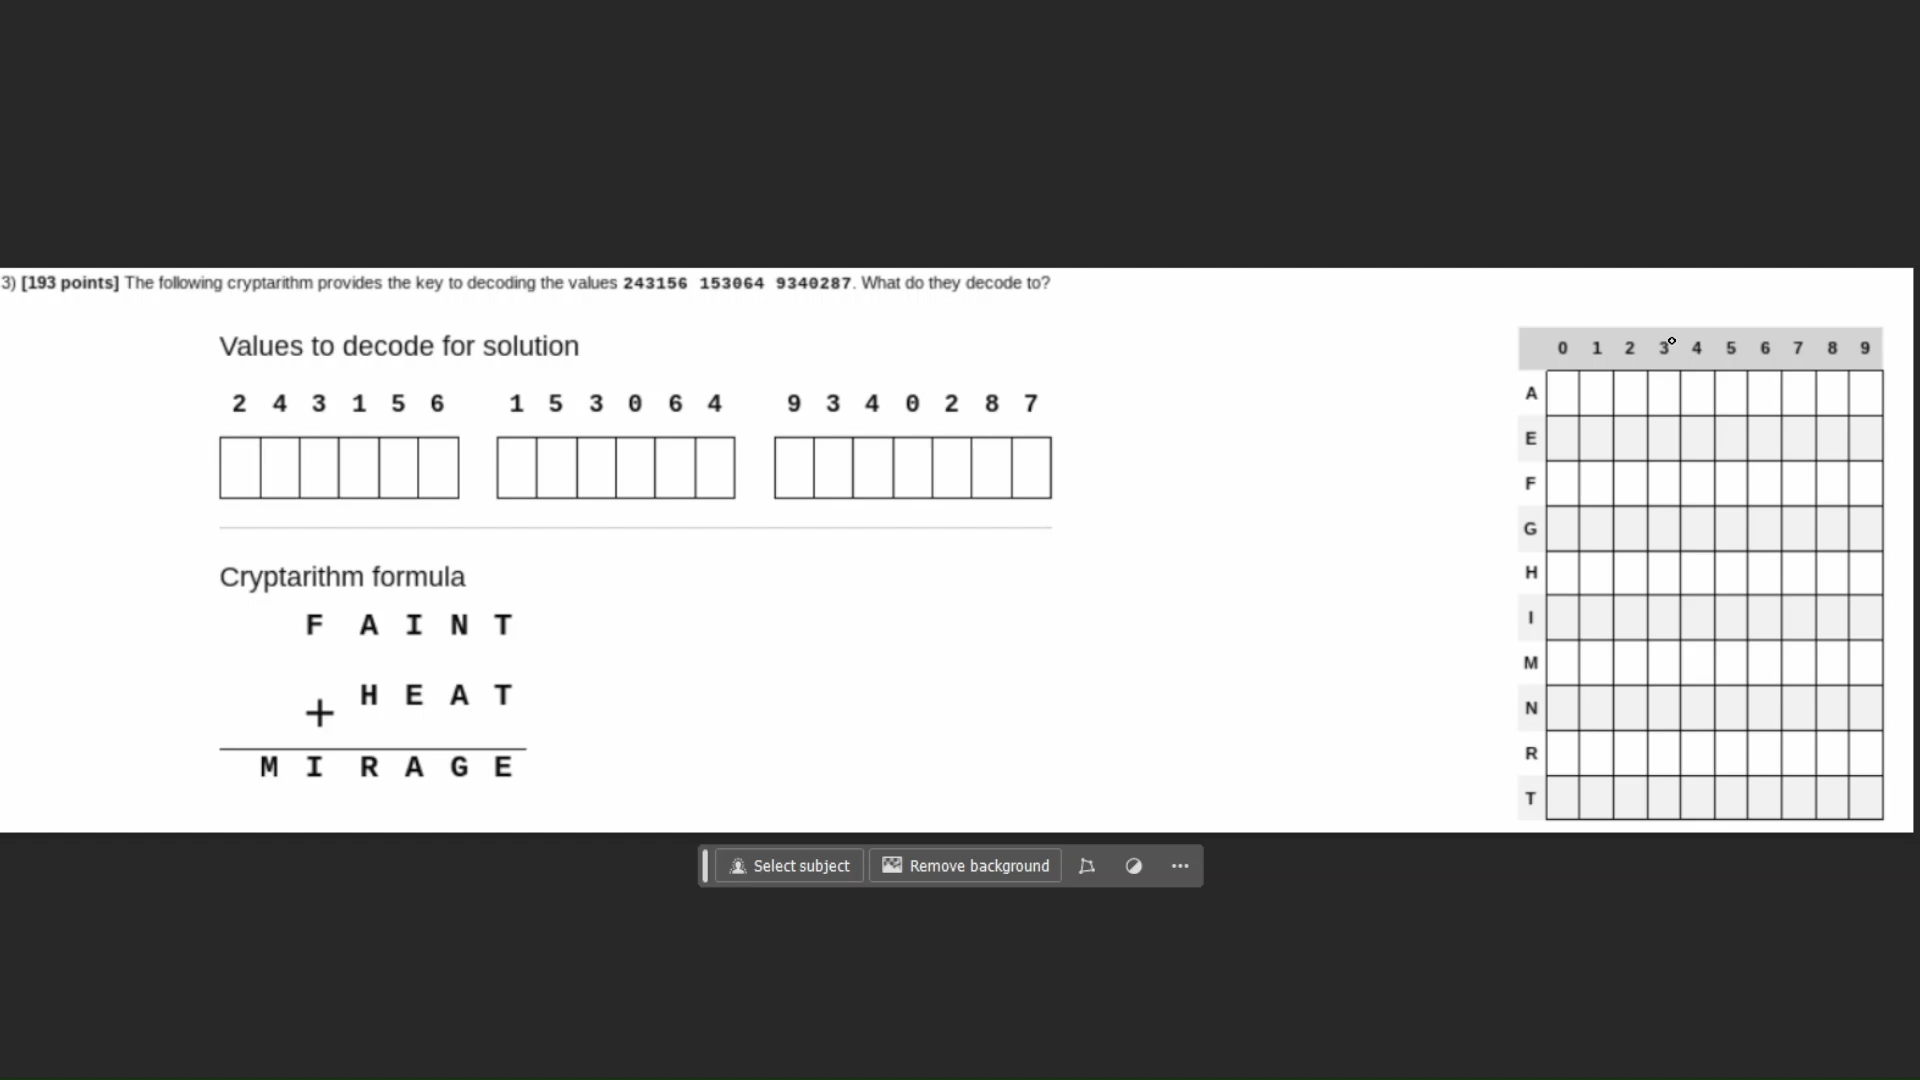 3) [193 points] The following cryptarithm provides the key to decoding the values 243156 153064 9340287. What do they decode to?
Values to decode for solution
2 4 3 1 5 6 1 5 3 0 6 4 9 3 4 0 2 8 7
Cryptarithm formula
F A I N T
+ H E A T
M I R A G E
0 1 2 3 4 5 6 7 8 9
A
E
F
G
H
I
M
N
R
T
Select subject Remove background